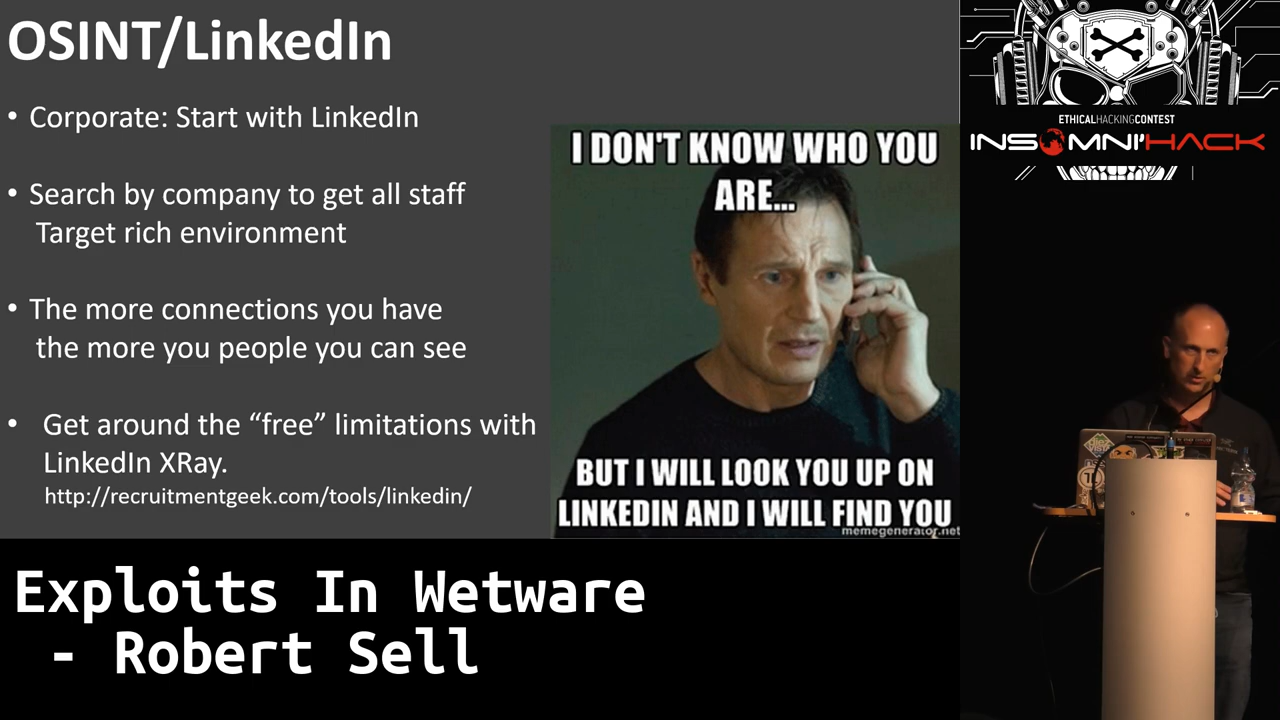 OSINT/LinkedIn
• Corporate: Start with LinkedIn
• Search by company to get all staff
Target rich environment
• The more connections you have
the more you people you can see
• Get around the “free” limitations with
LinkedIn XRay.
http://recruitmentgeek.com/tools/linkedin/
I DON'T KNOW WHO YOU
ARE...
BUT I WILL LOOK YOU UP ON
LINKEDIN AND I WILL FIND YOU
memegenerator.net
ETHICALHACKINGCONTEST
INSOMNI'HACK
Exploits In Wetware
- Robert Sell